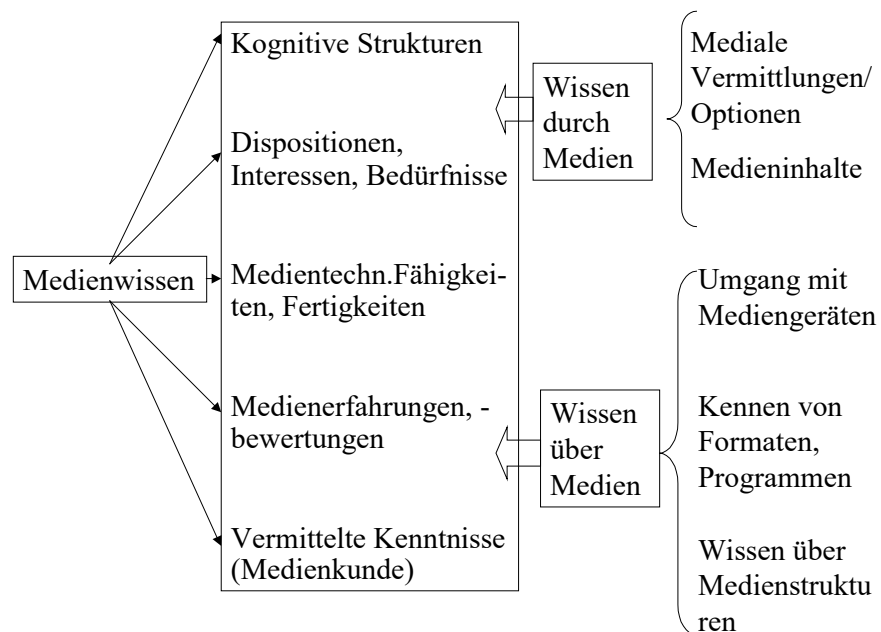 Medienwissen
Kognitive Strukturen
Dispositionen,
Interessen, Bedürfnisse
Medientechn.Fähigkei-
ten, Fertigkeiten
Medienerfahrungen, -
bewertungen
Vermittelte Kenntnisse
(Medienkunde)
Wissen
durch
Medien
Mediale
Vermittlungen/
Optionen
Medieninhalte
Wissen
über
Medien
Umgang mit
Mediengeräten
Kennen von
Formaten,
Programmen
Wissen über
Medienstruktu
ren